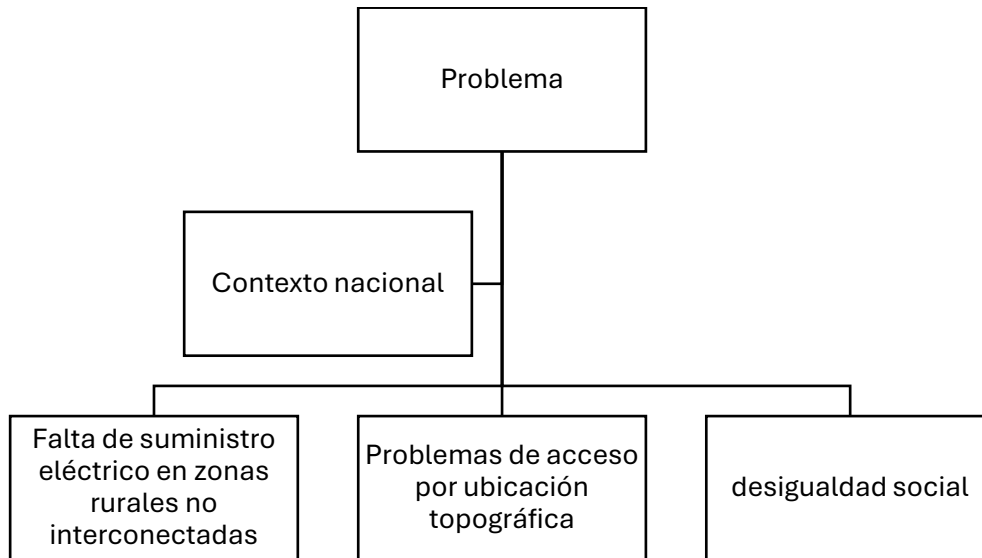 Problema
Contexto nacional
Falta de suministro
eléctrico en zonas
rurales no
interconectadas
Problemas de acceso
por ubicación
topográfica
desigualdad social